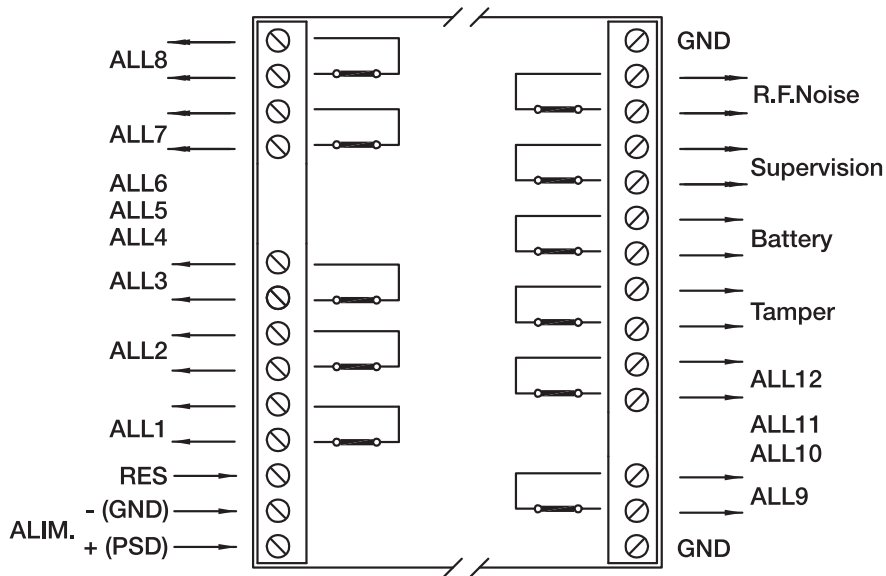 ALL8
ALL7
ALL6
ALL5
ALL4
ALL3
ALL2
ALL1
RES
- (GND)
ALIM.
+ (PSD)
GND
R.F.Noise
Supervision
Battery
Tamper
ALL12
ALL11
ALL10
ALL9
GND